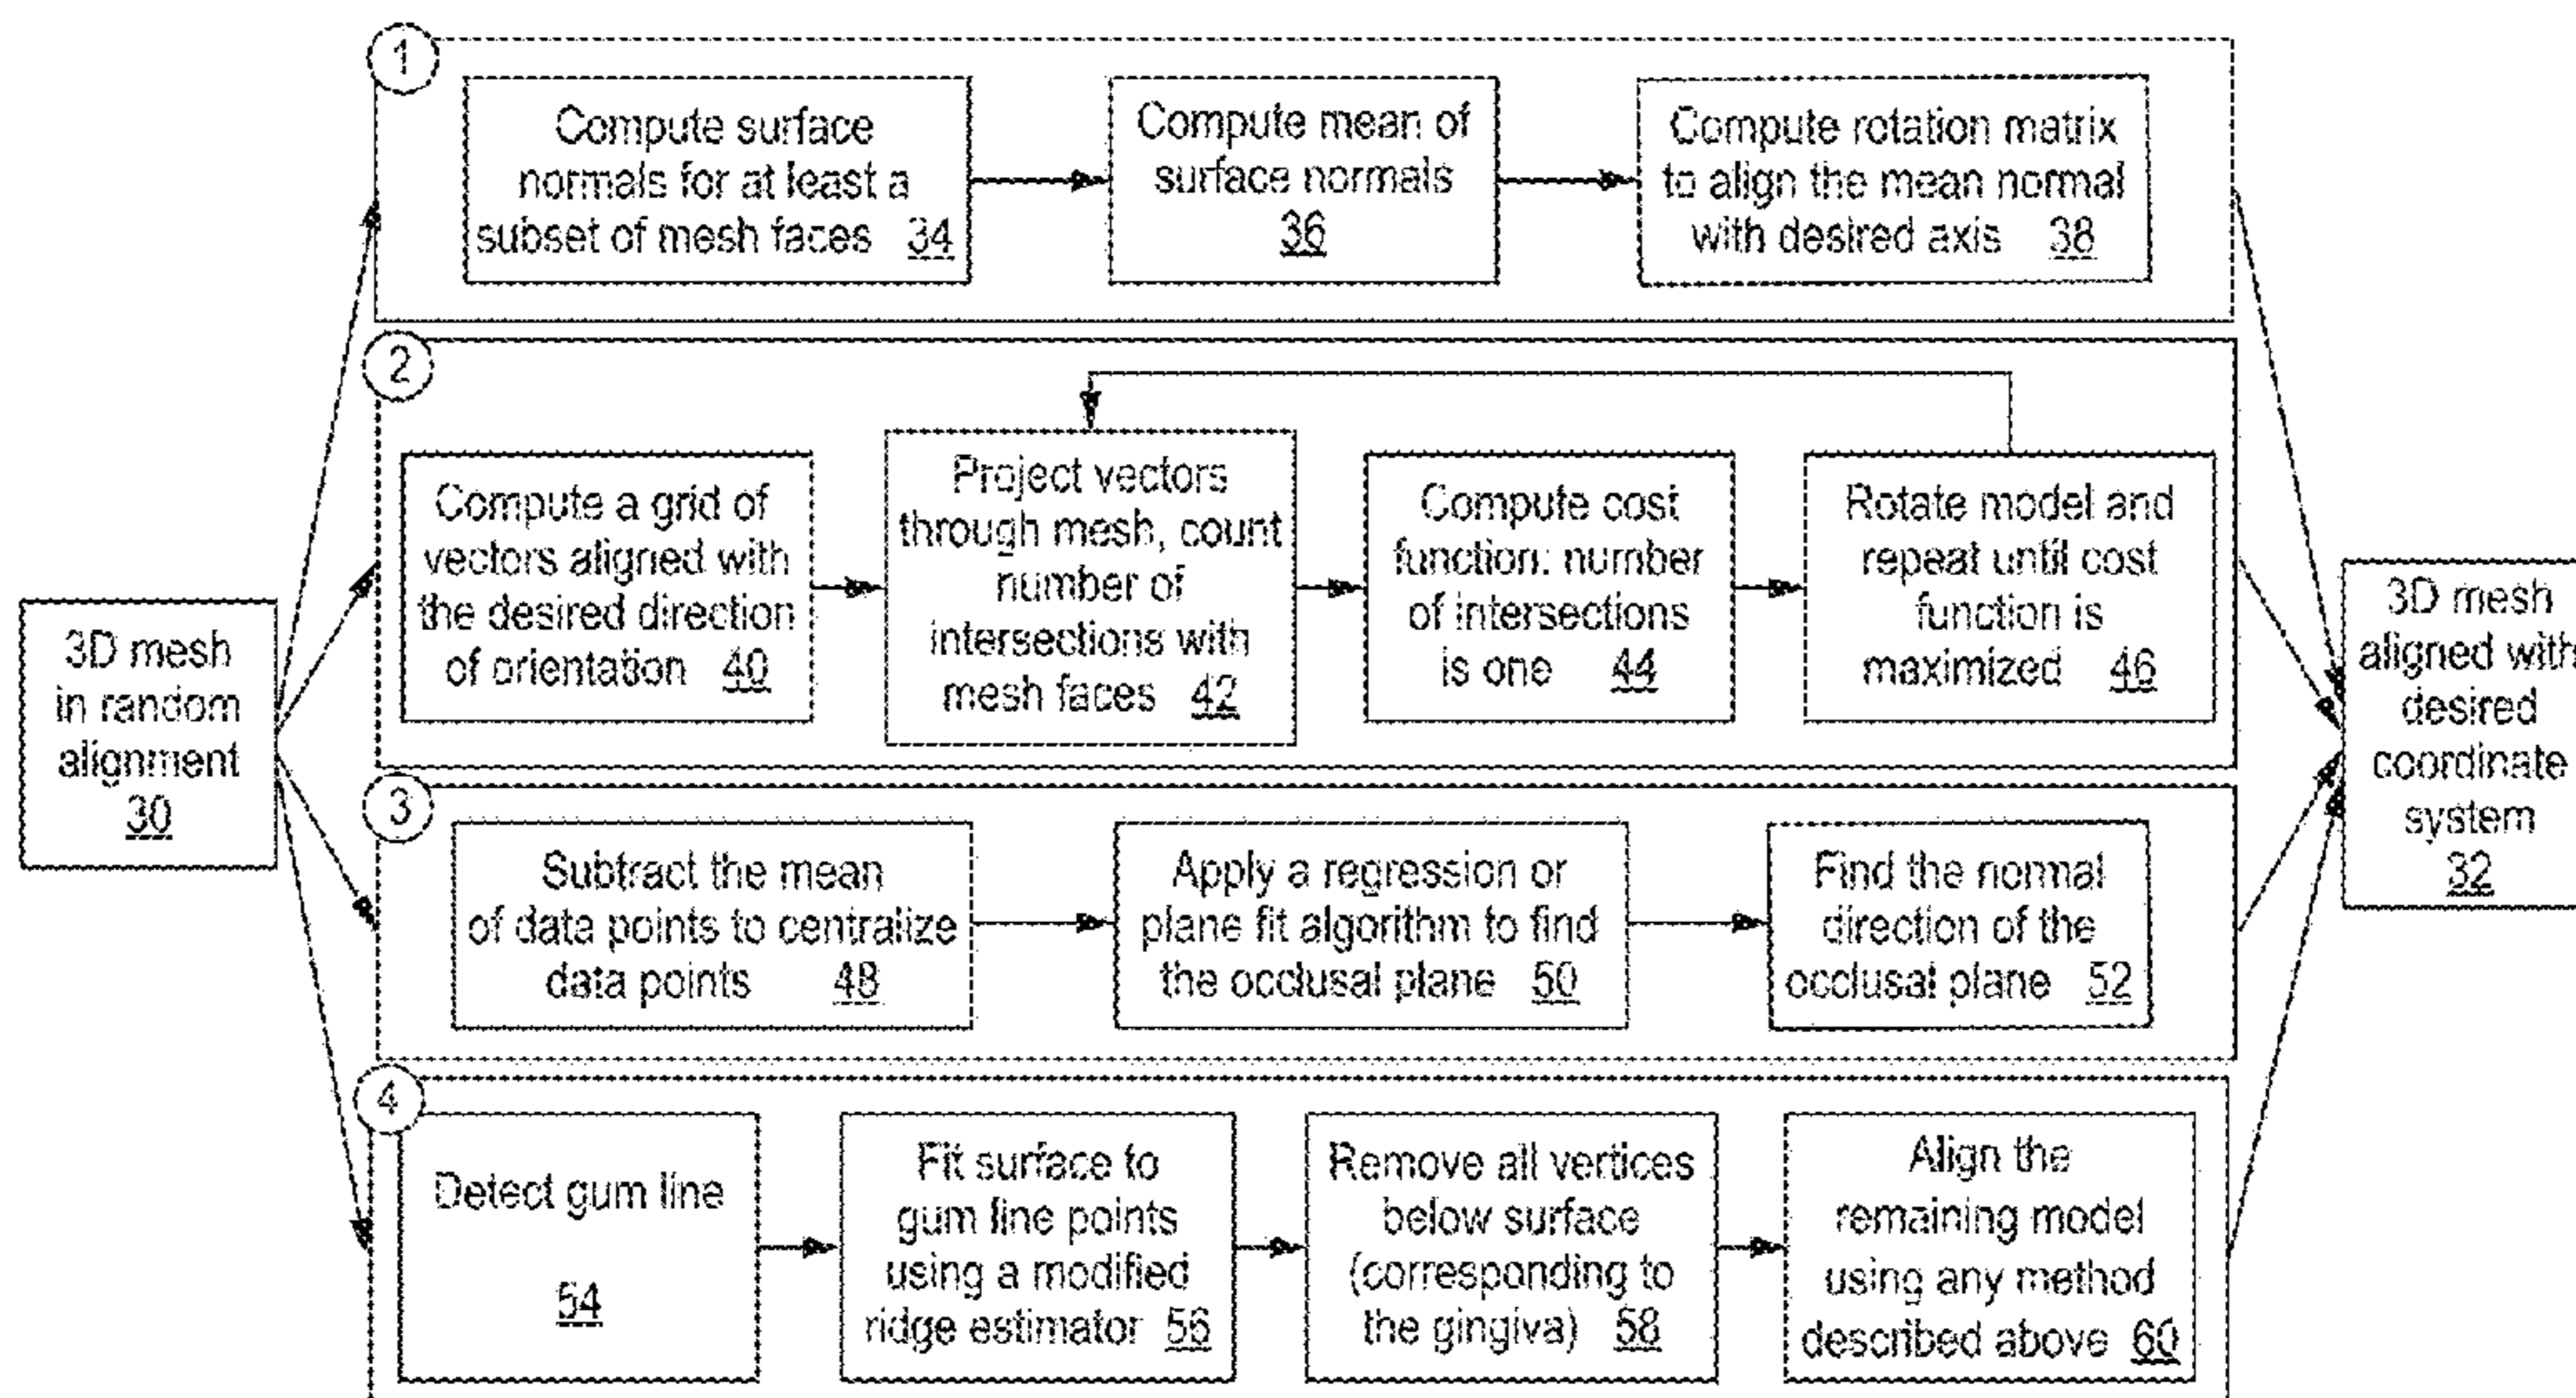 3D mesh
in random
alignment
30
1
Compute surface
normals for at least a
subset of mesh faces 34
Compute mean of
surface normals
36
Compute rotation matrix
to align the mean normal
with desired axis 38
2
Compute a grid of
vectors aligned with
the desired direction
of orientation 40
Project vectors
through mesh, count
number of
intersections with
mesh faces 42
Compute cost
function: number
of intersections
is one 44
Rotate model and
repeat until cost
function is
maximized 46
3
Subtract the mean
of data points to centralize
data points 48
Apply a regression or
plane fit algorithm to find
the occlusal plane 50
Find the normal
direction of the
occlusal plane 52
4
Detect gum line
54
Fit surface to
gum line points
using a modified
ridge estimator 56
Remove all vertices
below surface
(corresponding to
the gingiva) 58
Align the
remaining model
using any method
described above 60
3D mesh
aligned with
desired
coordinate
system
32